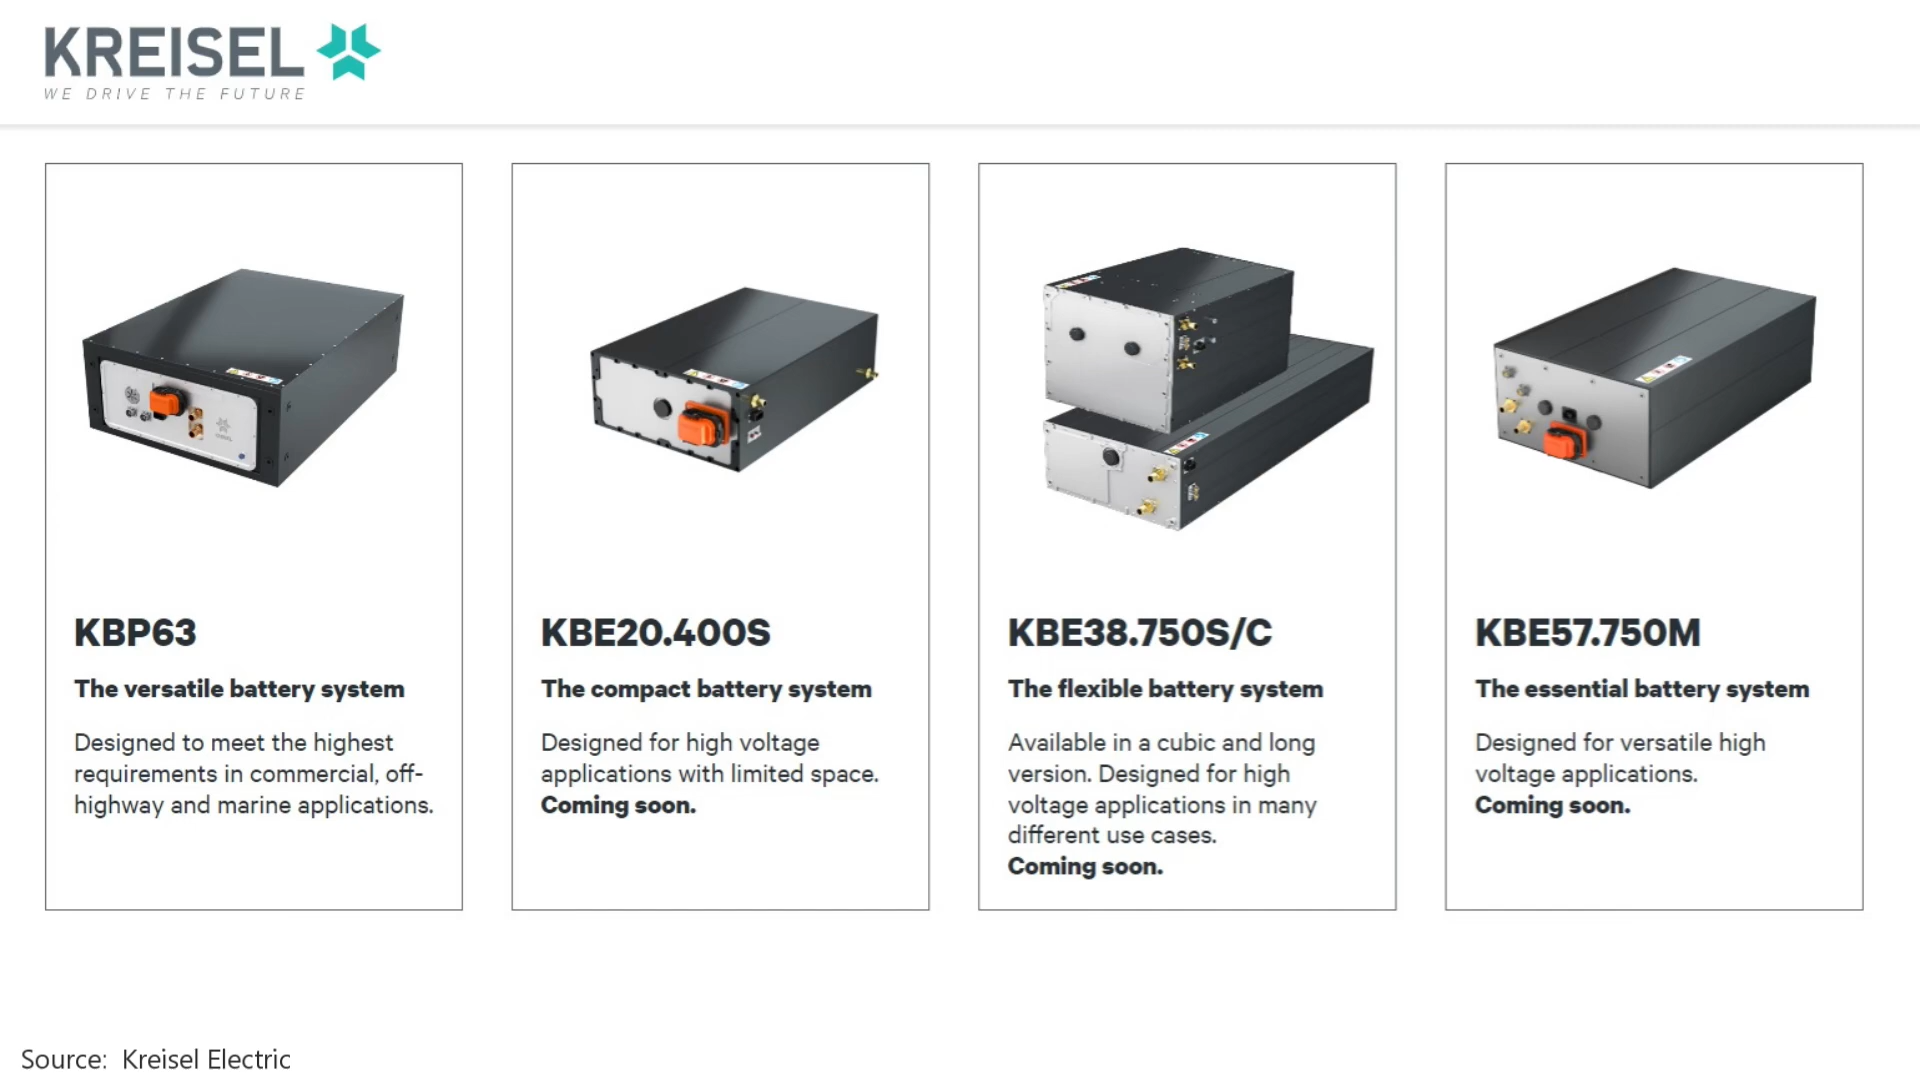 KREISEL
WE DRIVE THE FUTURE
KBP63
The versatile battery system
Designed to meet the highest
requirements in commercial, off-
highway and marine applications.
KBE20.400S
The compact battery system
Designed for high voltage
applications with limited space.
Coming soon.
KBE38.750S/C
The flexible battery system
Available in a cubic and long
version. Designed for high
voltage applications in many
different use cases.
Coming soon.
KBE57.750M
The essential battery system
Designed for versatile high
voltage applications.
Coming soon.
Source:  Kreisel Electric